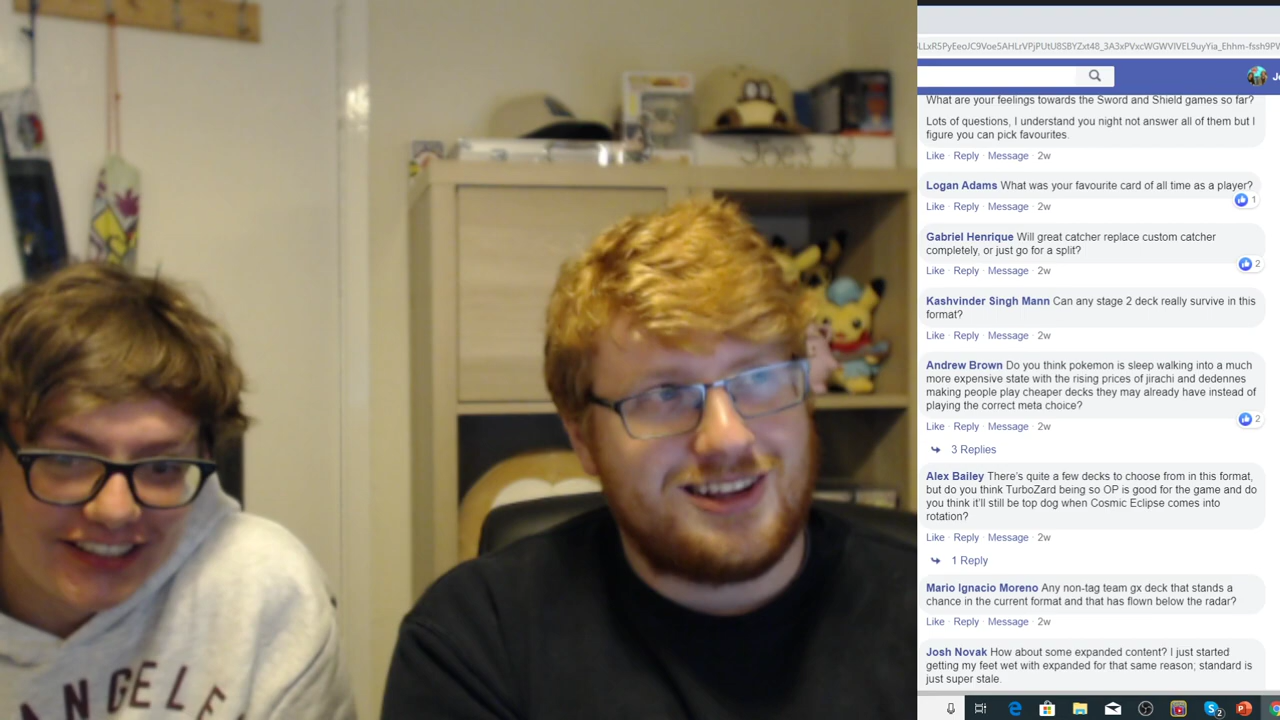 LxR5PyEeoJC9Voe5AHLrVPjPUtU8SBYZxt48_3A3xPVxcWGWVIVEL9uyYia_Ehhm-fssh9PV
What are your feelings towards the Sword and Shield games so far?
Lots of questions, I understand you night not answer all of them but I
figure you can pick favourites.
Like · Reply · Message · 2w
Logan Adams What was your favourite card of all time as a player?
1
Like · Reply · Message · 2w
Gabriel Henrique Will great catcher replace custom catcher
completely, or just go for a split?
2
Like · Reply · Message · 2w
Kashvinder Singh Mann Can any stage 2 deck really survive in this
format?
Like · Reply · Message · 2w
Andrew Brown Do you think pokemon is sleep walking into a much
more expensive state with the rising prices of jirachi and dedennes
making people play cheaper decks they may already have instead of
playing the correct meta choice?
2
Like · Reply · Message · 2w
3 Replies
Alex Bailey There's quite a few decks to choose from in this format,
but do you think TurboZard being so OP is good for the game and do
you think it'll still be top dog when Cosmic Eclipse comes into
rotation?
Like · Reply · Message · 2w
1 Reply
Mario Ignacio Moreno Any non-tag team gx deck that stands a
chance in the current format and that has flown below the radar?
Like · Reply · Message · 2w
Josh Novak How about some expanded content? I just started
getting my feet wet with expanded for that same reason; standard is
just super stale.
ANGEL